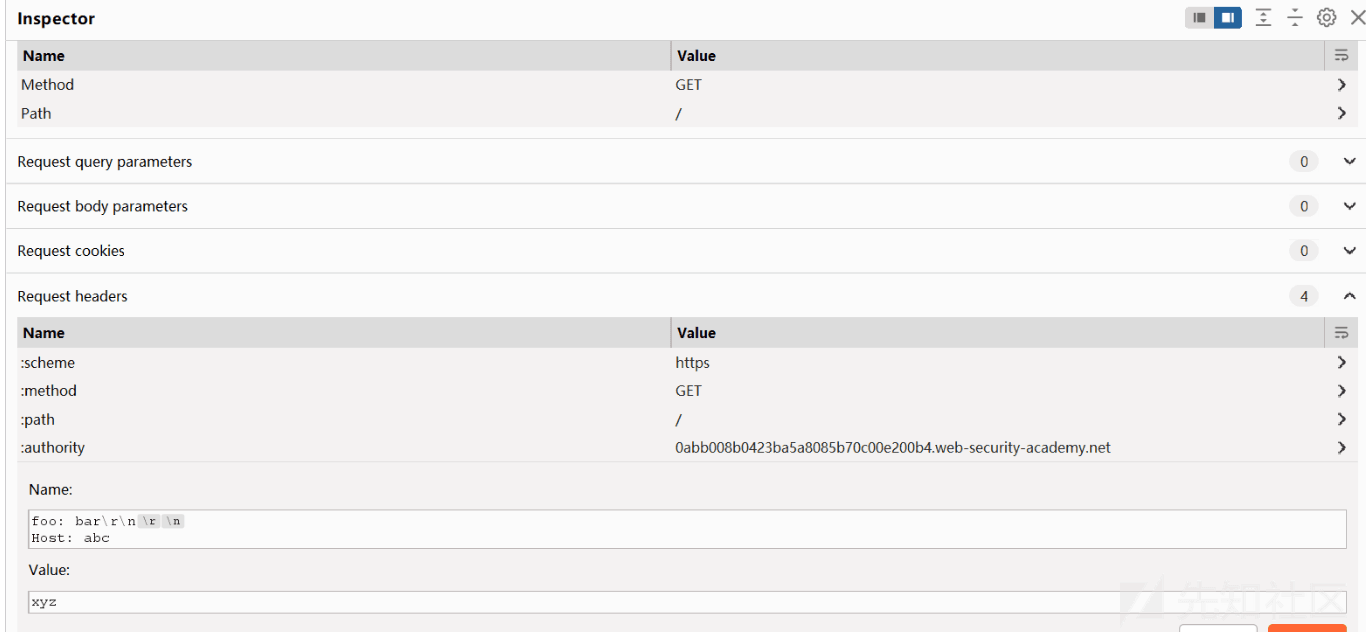 Inspector
Name Value
Method GET
Path /
Request query parameters 0
Request body parameters 0
Request cookies 0
Request headers 4
Name Value
:scheme https
:method GET
:path /
:authority 0abb008b0423ba5a8085b70c00e200b4.web-security-academy.net
Name:
foo: bar\r\n\r\n
Host: abc
Value:
xyz
先知社区